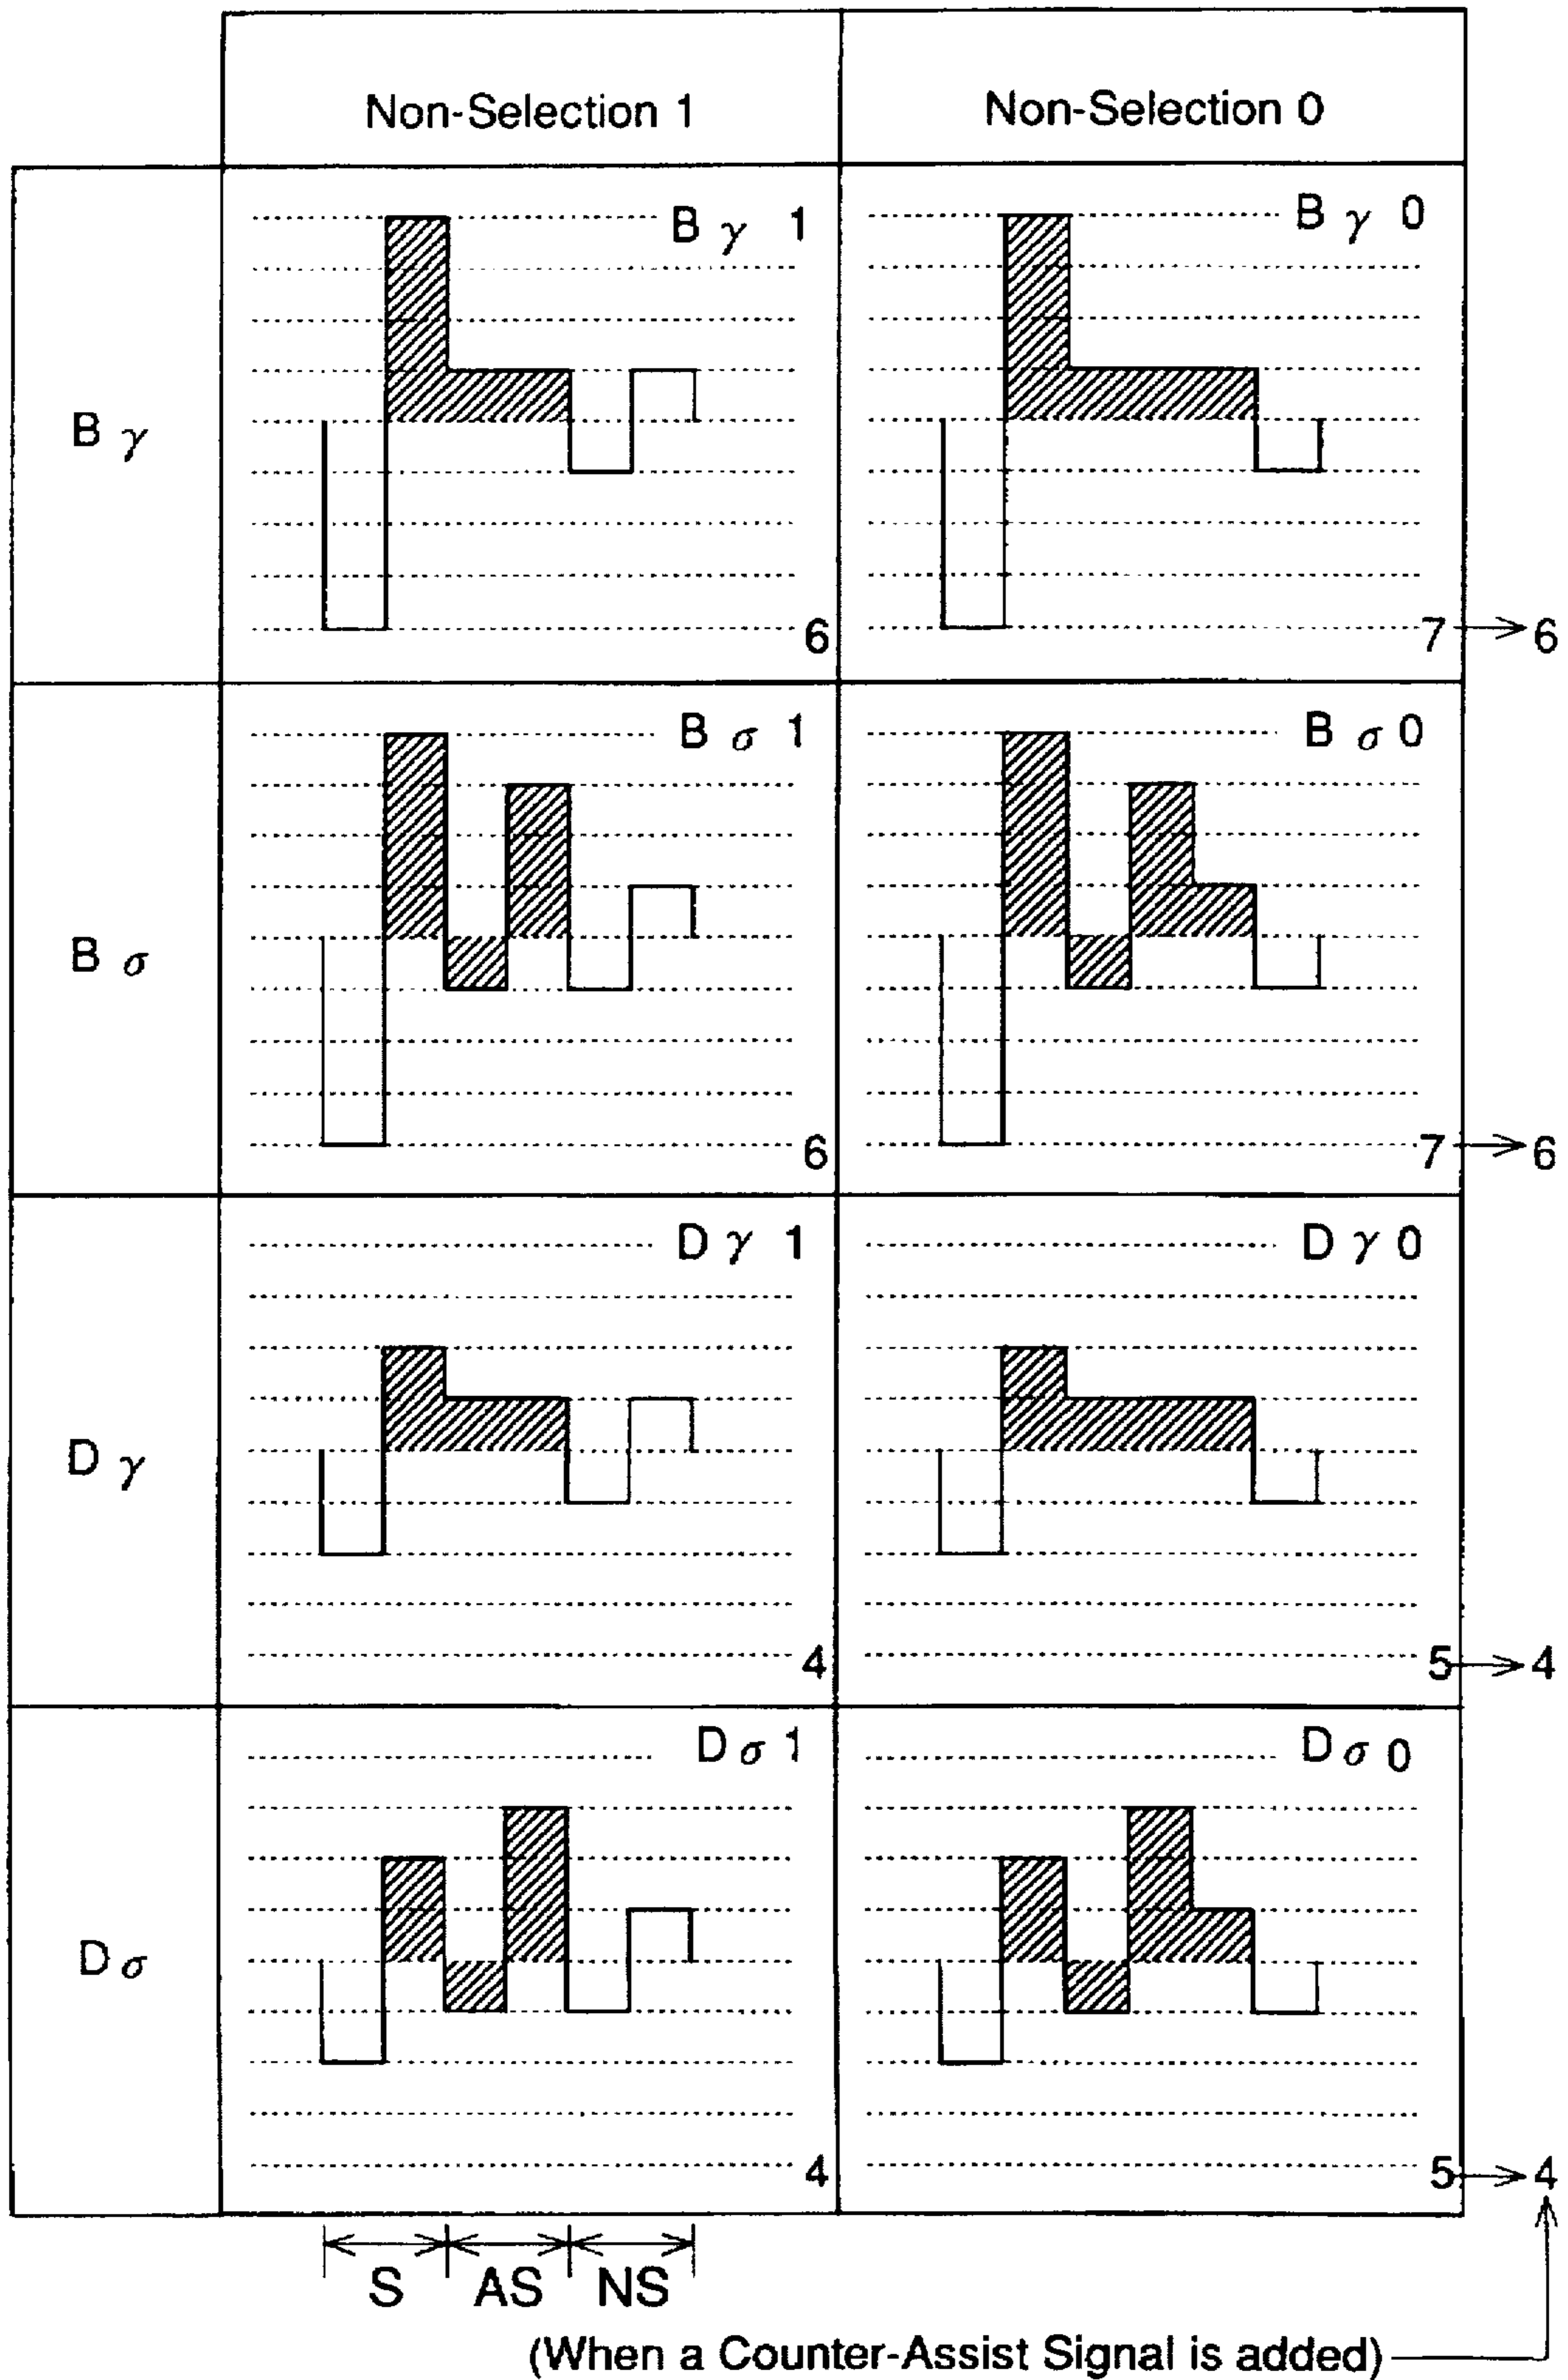 Non-Selection 1
Non-Selection 0
B γ
B γ 1
6
B γ 0
7 → 6
B σ
B σ 1
6
B σ 0
7 → 6
D γ
D γ 1
4
D γ 0
5 → 4
D σ
D σ 1
4
D σ 0
5 → 4
S
AS
NS
(When a Counter-Assist Signal is added)